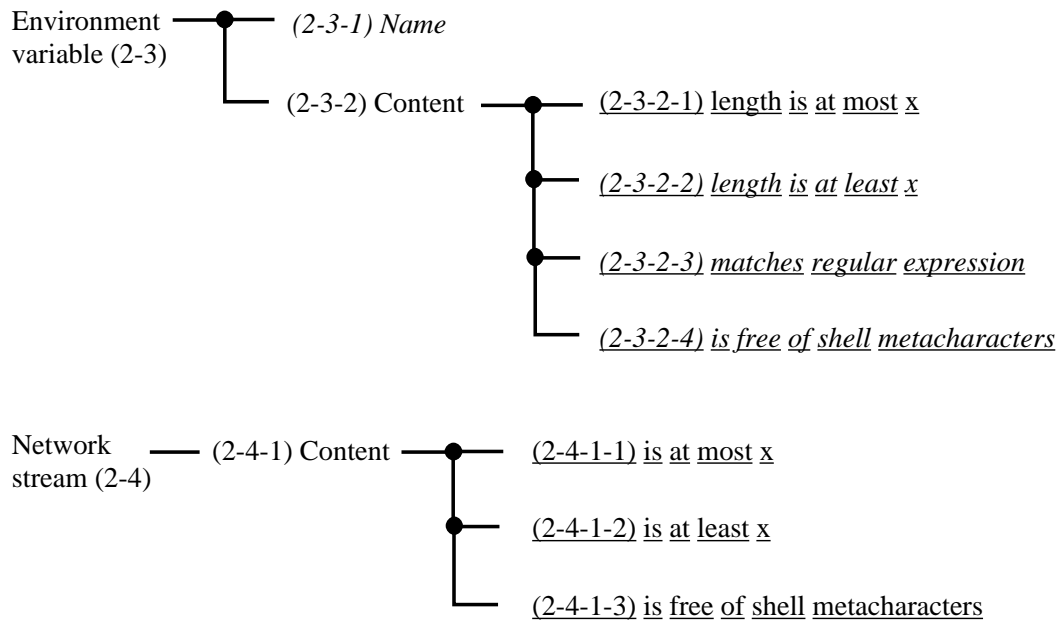 Environment
variable (2-3)
(2-3-1) Name
(2-3-2) Content
(2-3-2-1) length is at most x
(2-3-2-2) length is at least x
(2-3-2-3) matches regular expression
(2-3-2-4) is free of shell metacharacters
Network
stream (2-4)
(2-4-1) Content
(2-4-1-1) is at most x
(2-4-1-2) is at least x
(2-4-1-3) is free of shell metacharacters